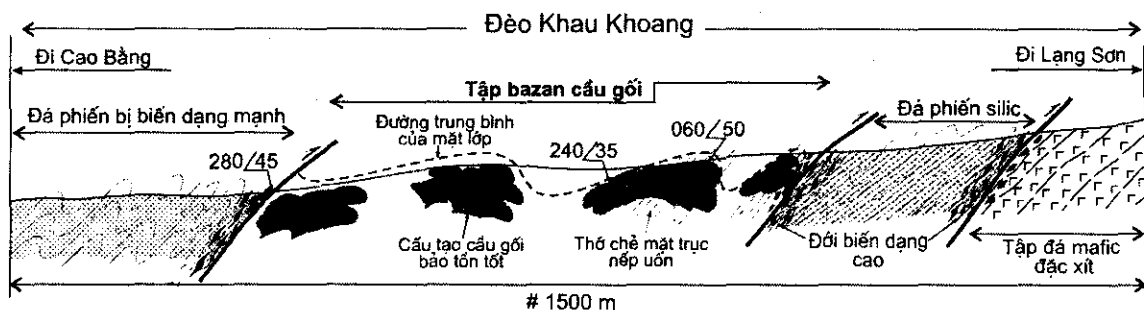 Đèo Khau Khoang
Đi Cao Bằng
Đi Lạng Sơn
Tập bazan cầu gối
Đá phiến bị biến dạng mạnh
Đường trung bình
của mặt lớp
Đá phiến silic
280/45
240/35
060/50
Cấu tạo cầu gối
bảo tồn tốt
Thớ chẻ mặt trục
nếp uốn
Đới biến dạng
cao
Tập đá mafic
đặc xít
# 1500 m